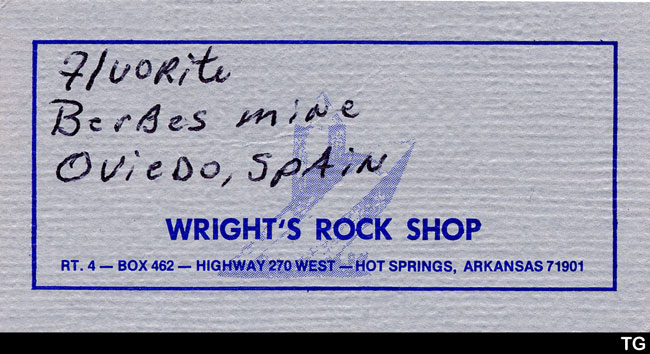 Fluorite
Berbes mine
Oviedo, Spain
WRIGHT'S ROCK SHOP
RT. 4 — BOX 462 — HIGHWAY 270 WEST — HOT SPRINGS, ARKANSAS 71901
TG